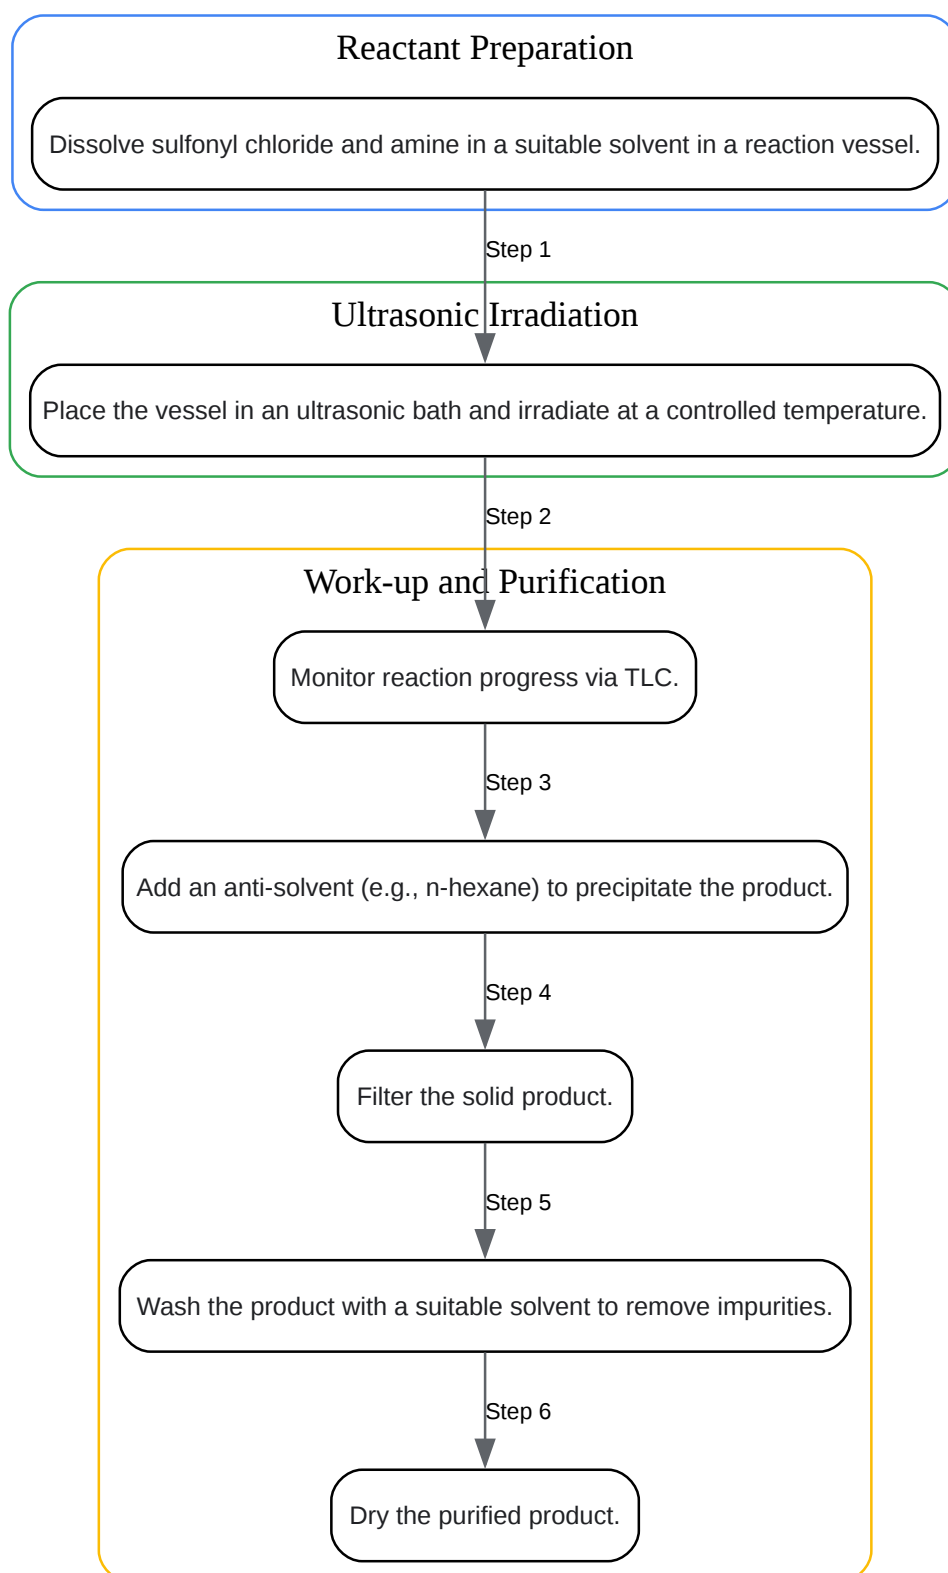 Reactant Preparation
Dissolve sulfonyl chloride and amine in a suitable solvent in a reaction vessel.
Step 1
Ultrasonic Irradiation
Place the vessel in an ultrasonic bath and irradiate at a controlled temperature.
Step 2
Work-up and Purification
Monitor reaction progress via TLC.
Step 3
Add an anti-solvent (e.g., n-hexane) to precipitate the product.
Step 4
Filter the solid product.
Step 5
Wash the product with a suitable solvent to remove impurities.
Step 6
Dry the purified product.